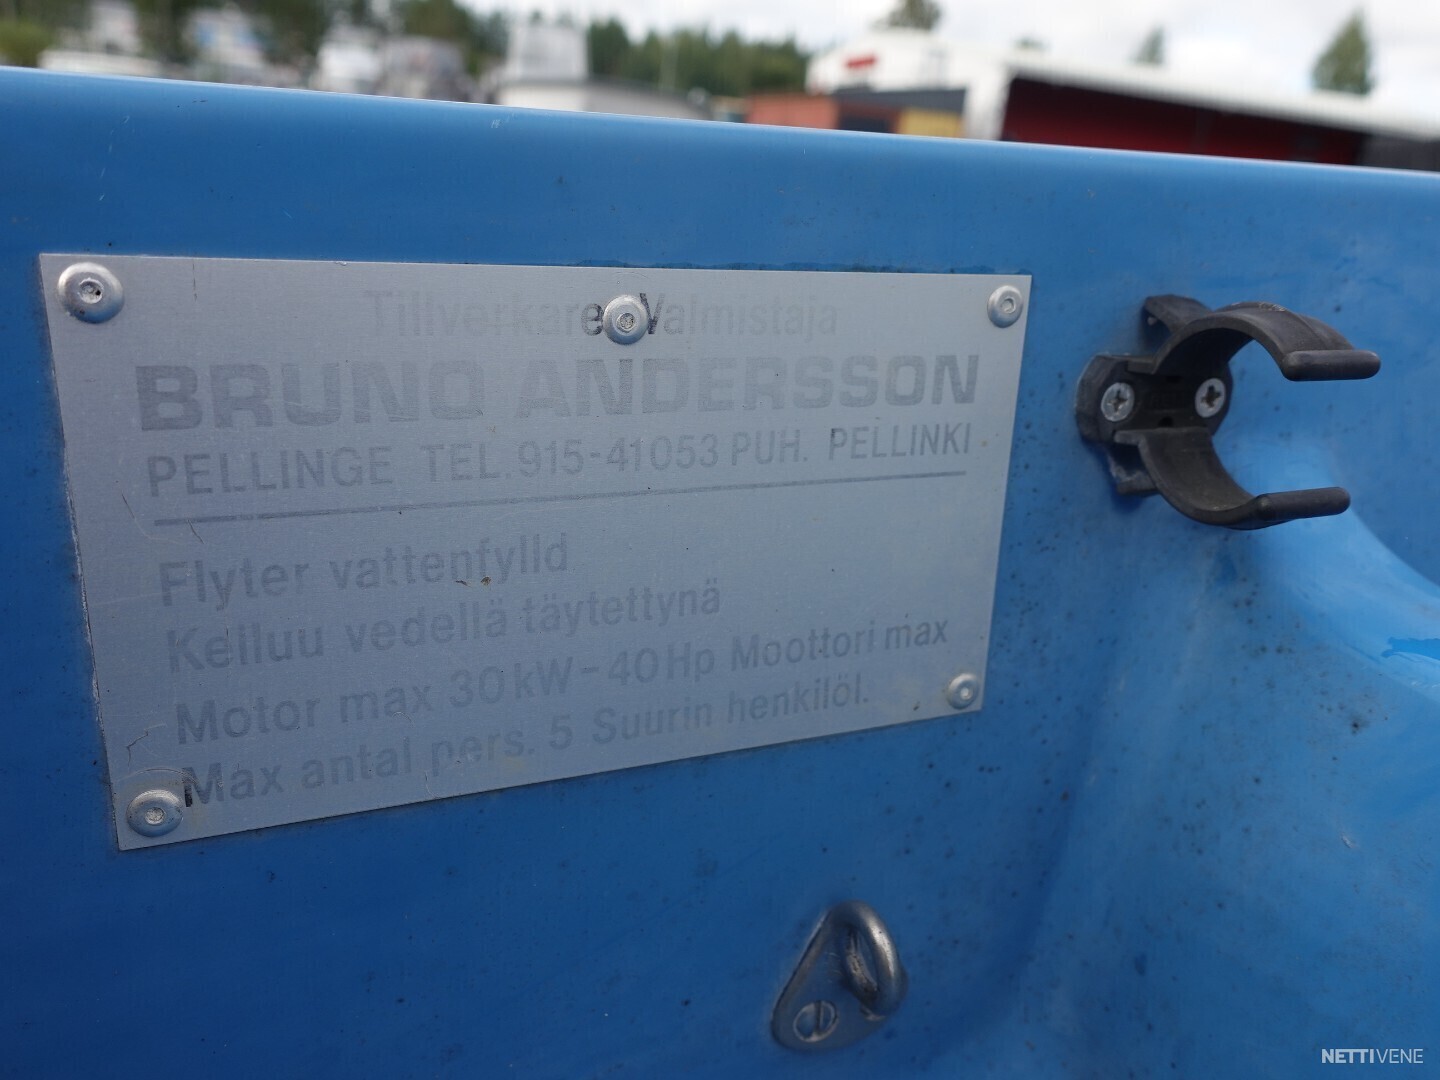 Tillverkare Valmistaja
BRUNO ANDERSSON
PELLINGE TEL.915-41053 PUH. PELLINKI
Flyter vattenfylld
Kelluu vedellä täytettynä
Motor max 30kW-40Hp Moottori max
Max antal pers. 5 Suurin henkilöl.
NETTIVENE